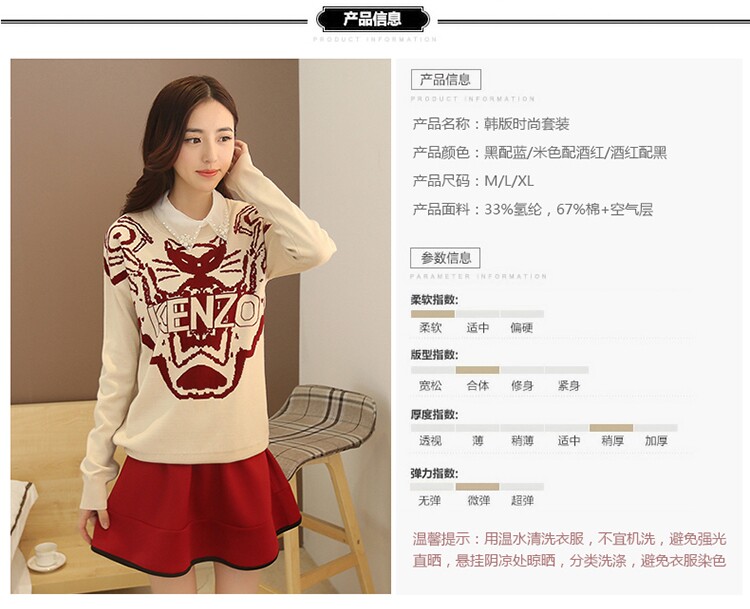 产品信息
PRODUCT INFORMATION
KENZO
产品信息
PRODUCT INFORMATION
产品名称：韩版时尚套装
产品颜色：黑配蓝/米色配酒红/酒红配黑
产品尺码：M/L/XL
产品面料：33%氢纶，67%棉+空气层
参数信息
PARAMETER INFORMATION
柔软指数:
柔软 适中 偏硬
版型指数:
宽松 合体 修身 紧身
厚度指数:
透视 薄 稍薄 适中 稍厚 加厚
弹力指数:
无弹 微弹 超弹
温馨提示：用温水清洗衣服，不宜机洗，避免强光
直晒，悬挂阴凉处晾晒，分类洗涤，避免衣服染色